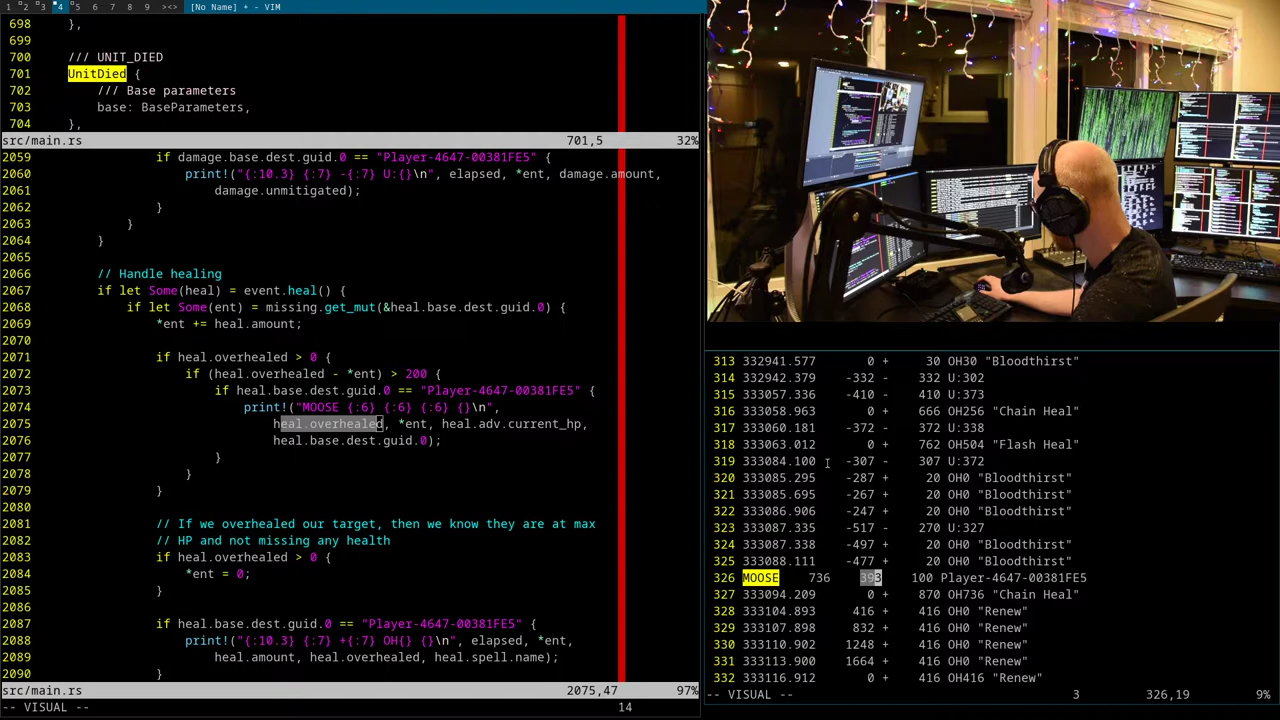 1 2 3 4 5 6 7 8 9 ><> [No Name] + - VIM
698 },
699
700 /// UNIT_DIED
701 UnitDied {
702 /// Base parameters
703 base: BaseParameters,
704 },
src/main.rs 701,5 32%
2059 if damage.base.dest.guid.0 == "Player-4647-00381FE5" {
2060 print!("{:10.3} {:7} -{:7} U:{}\n", elapsed, *ent, damage.amount,
2061 damage.unmitigated);
2062 }
2063 }
2064 }
2065
2066 // Handle healing
2067 if let Some(heal) = event.heal() {
2068 if let Some(ent) = missing.get_mut(&heal.base.dest.guid.0) {
2069 *ent += heal.amount;
2070
2071 if heal.overhealed > 0 {
2072 if (heal.overhealed - *ent) > 200 {
2073 if heal.base.dest.guid.0 == "Player-4647-00381FE5" {
2074 print!("MOOSE {:6} {:6} {:6} {}\n",
2075 heal.overhealed, *ent, heal.adv.current_hp,
2076 heal.base.dest.guid.0);
2077 }
2078 }
2079 }
2080
2081 // If we overhealed our target, then we know they are at max
2082 // HP and not missing any health
2083 if heal.overhealed > 0 {
2084 *ent = 0;
2085 }
2086
2087 if heal.base.dest.guid.0 == "Player-4647-00381FE5" {
2088 print!("{:10.3} {:7} +{:7} OH{} {}\n", elapsed, *ent,
2089 heal.amount, heal.overhealed, heal.spell.name);
2090 }
src/main.rs 2075,47 97%
-- VISUAL -- 14
313 332941.577 0 + 30 OH30 "Bloodthirst"
314 332942.379 -332 - 332 U:302
315 333057.336 -410 - 410 U:373
316 333058.963 0 + 666 OH256 "Chain Heal"
317 333060.181 -372 - 372 U:338
318 333063.012 0 + 762 OH504 "Flash Heal"
319 333084.100 -307 - 307 U:372
320 333085.295 -287 + 20 OH0 "Bloodthirst"
321 333085.695 -267 + 20 OH0 "Bloodthirst"
322 333086.906 -247 + 20 OH0 "Bloodthirst"
323 333087.335 -517 - 270 U:327
324 333087.338 -497 + 20 OH0 "Bloodthirst"
325 333088.111 -477 + 20 OH0 "Bloodthirst"
326 MOOSE 736 393 100 Player-4647-00381FE5
327 333094.209 0 + 870 OH736 "Chain Heal"
328 333104.893 416 + 416 OH0 "Renew"
329 333107.898 832 + 416 OH0 "Renew"
330 333110.902 1248 + 416 OH0 "Renew"
331 333113.900 1664 + 416 OH0 "Renew"
332 333116.912 0 + 416 OH416 "Renew"
-- VISUAL -- 3 326,19 9%